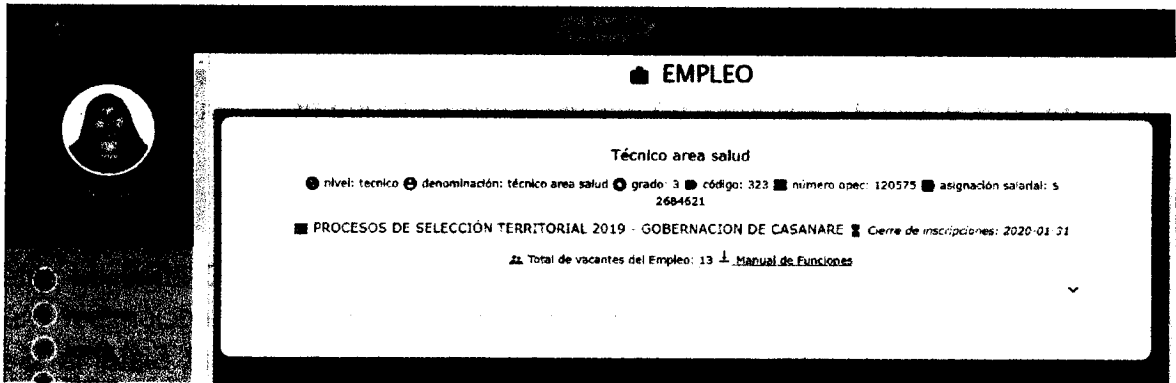 EMPLEO
Técnico area salud
nivel: tecnico denominación: técnico area salud grado: 3 código: 323 número opec: 120575 asignación salarial: $
2684621
PROCESOS DE SELECCIÓN TERRITORIAL 2019 - GOBERNACION DE CASANARE Cierre de inscripciones: 2020-01-31
Total de vacantes del Empleo: 13 Manual de Funciones